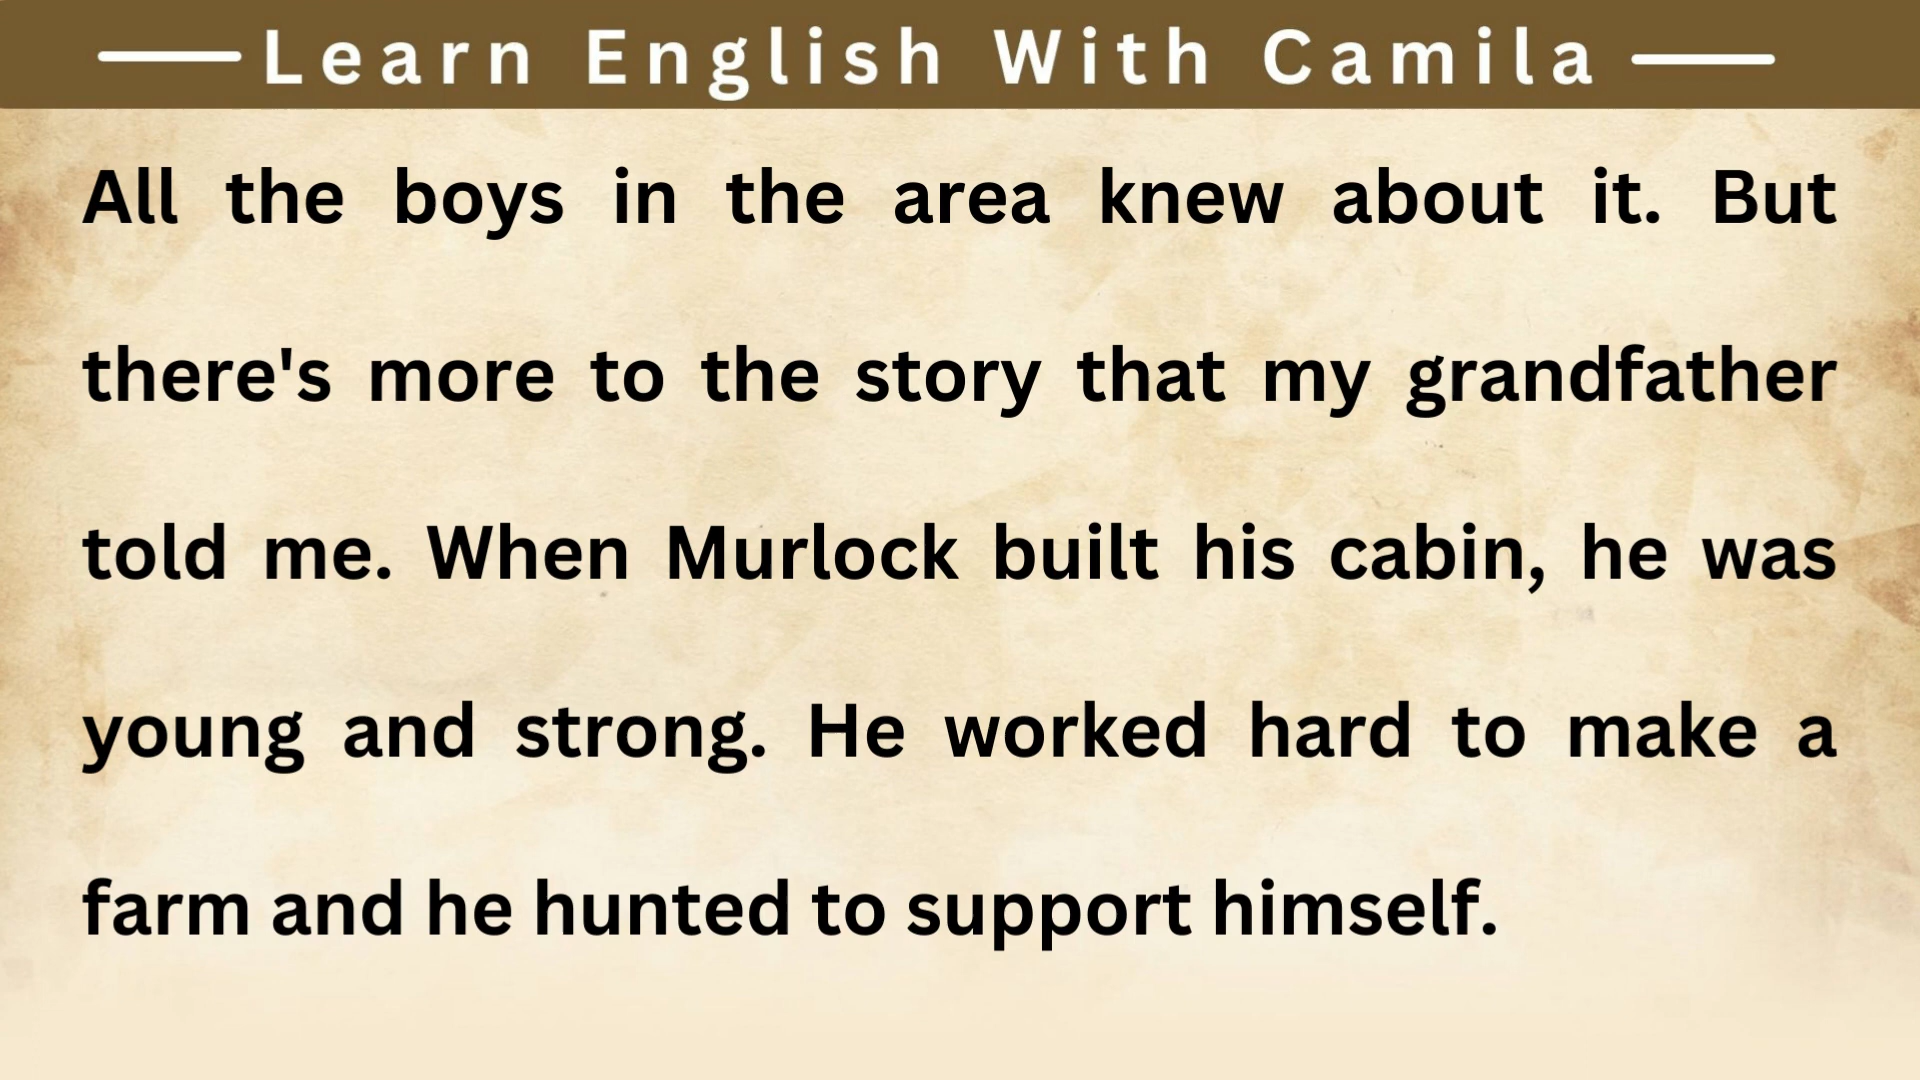 Learn English With Camila
All the boys in the area knew about it. But
there's more to the story that my grandfather
told me. When Murlock built his cabin, he was
young and strong. He worked hard to make a
farm and he hunted to support himself.